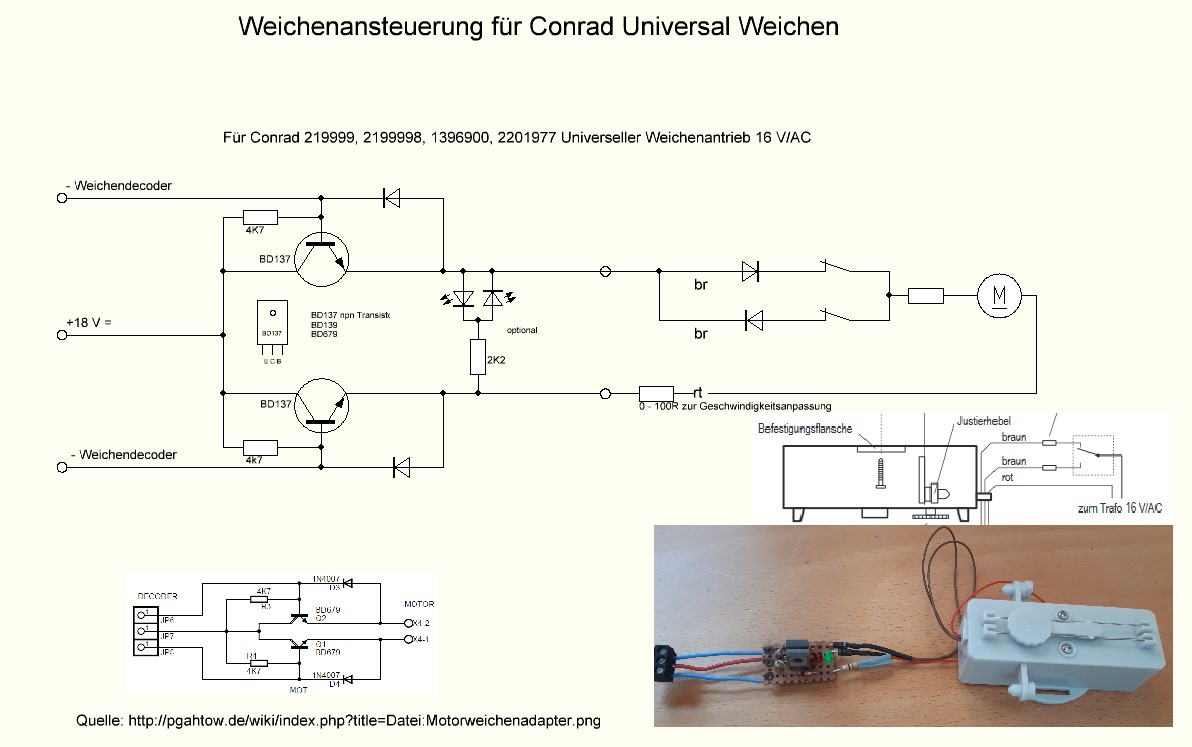 Weichenansteuerung für Conrad Universal Weichen
Für Conrad 219999, 2199998, 1396900, 2201977 Universeller Weichenantrieb 16 V/AC
- Weichendecoder
4K7
BD137
br
M
+18 V =
BD137
E C B
BD137 npn Transist
BD139
BD679
optional
br
2K2
BD137
rt
0 - 100R zur Geschwindigkeitsanpassung
4k7
- Weichendecoder
Befestigungsflansche
Justierhebel
braun
braun
rot
zum Trafo 16 V/AC
DECODER
1
JP6
1
JP7
1
4K7
R3
1N4007
D3
BD679
Q2
Q1
BD679
R4
4K7
1N4007
D4
MOT
MOTOR
X4-2
X4-1
Quelle: http://pgahtow.de/wiki/index.php?title=Datei:Motorweichenadapter.png